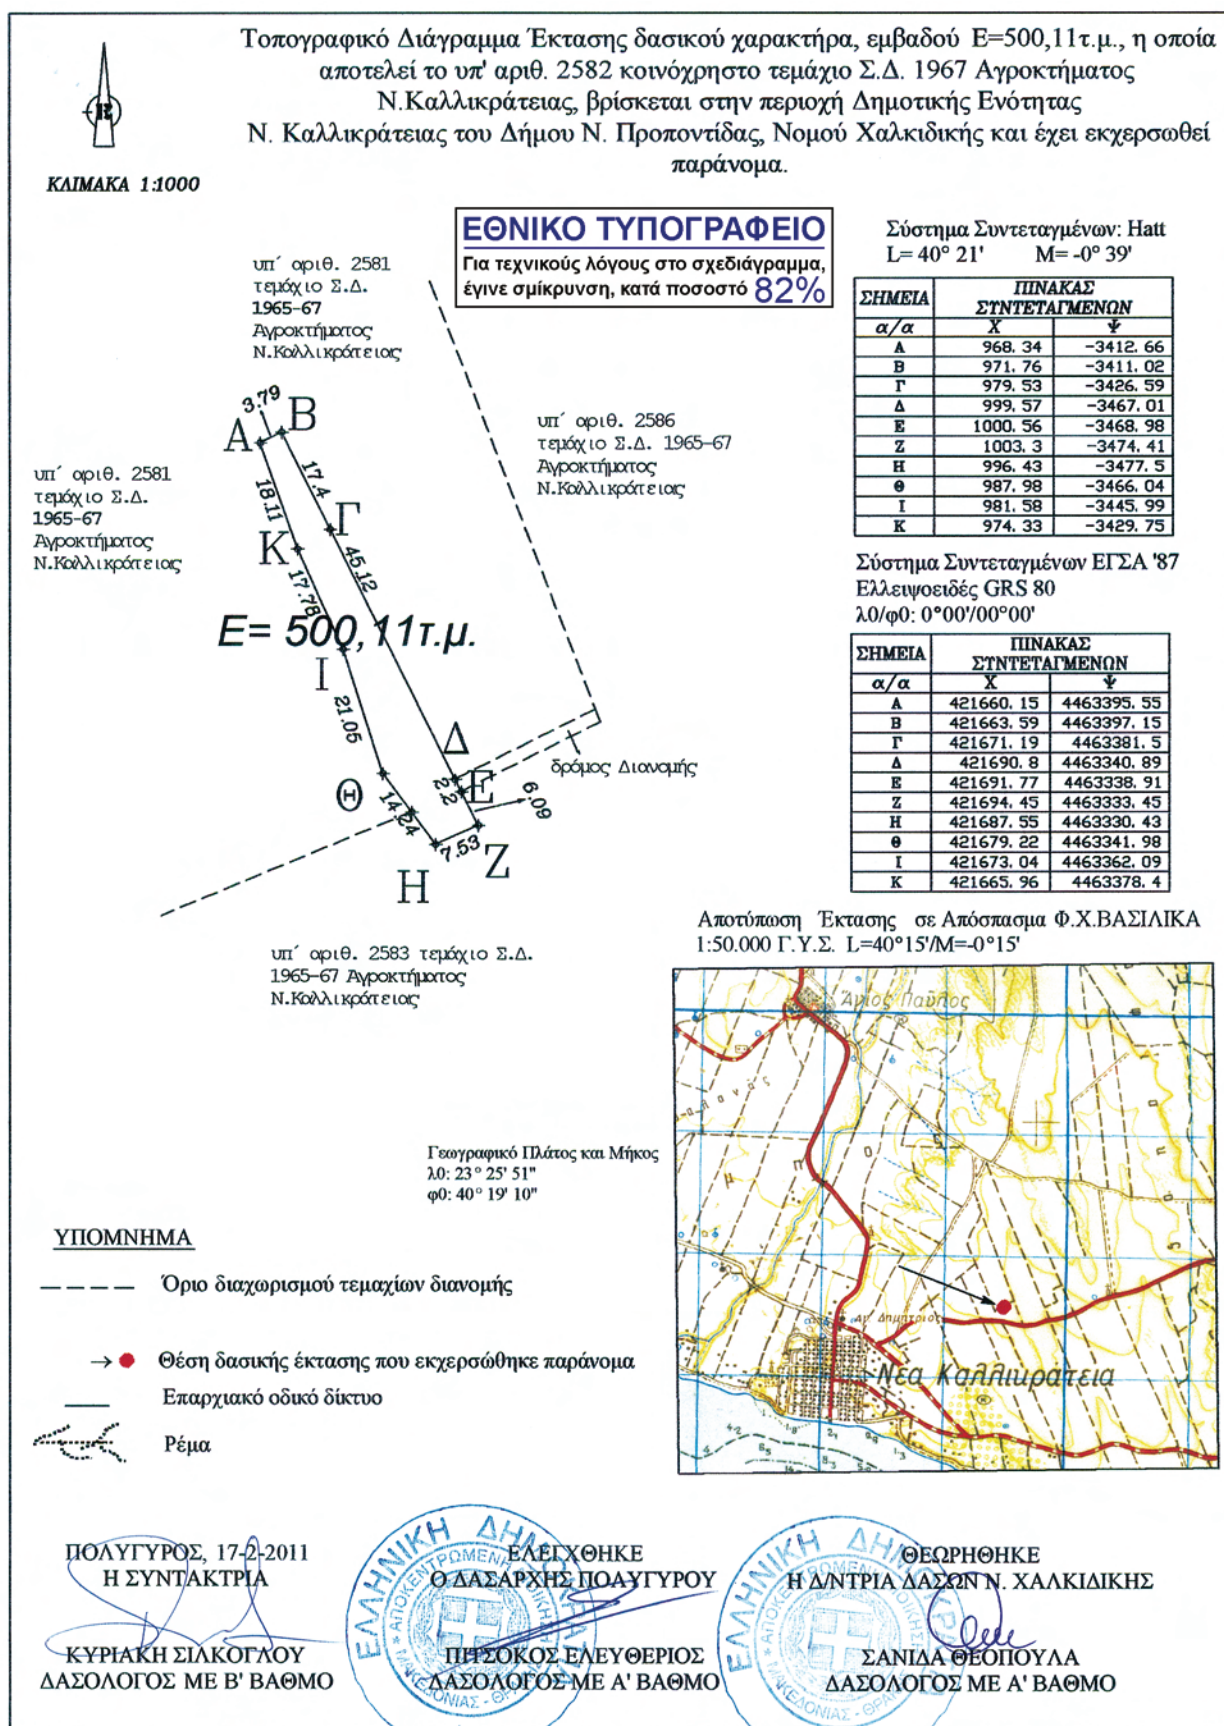 Τοπογραφικό Διάγραμμα Έκτασης δασικού χαρακτήρα, εμβαδού Ε=500,11τ.μ., η οποία
αποτελεί το υπ' αριθ. 2582 κοινόχρηστο τεμάχιο Σ.Δ. 1967 Αγροκτήματος
Ν.Καλλικράτειας, βρίσκεται στην περιοχή Δημοτικής Ενότητας
Ν. Καλλικράτειας του Δήμου Ν. Προποντίδας, Νομού Χαλκιδικής και έχει εκχερσωθεί
παράνομα.
ΚΛΙΜΑΚΑ 1:1000
ΕΘΝΙΚΟ ΤΥΠΟΓΡΑΦΕΙΟ
Για τεχνικούς λόγους στο σχεδιάγραμμα,
έγινε σμίκρυνση, κατά ποσοστό 82%
Σύστημα Συντεταγμένων: Hatt
L= 40° 21' M= -0° 39'
ΣΗΜΕΙΑ ΠΙΝΑΚΑΣ
ΣΥΝΤΕΤΑΓΜΕΝΩΝ
α/α Χ Ψ
Α 968. 34 -3412. 66
Β 971. 76 -3411. 02
Γ 979. 53 -3426. 59
Δ 999. 57 -3467. 01
Ε 1000. 56 -3468. 98
Ζ 1003. 3 -3474. 41
Η 996. 43 -3477. 5
Θ 987. 98 -3466. 04
Ι 981. 58 -3445. 99
Κ 974. 33 -3429. 75
Σύστημα Συντεταγμένων ΕΓΣΑ '87
Ελλειψοειδές GRS 80
λ0/φ0: 0°00'/00°00'
ΣΗΜΕΙΑ ΠΙΝΑΚΑΣ
ΣΥΝΤΕΤΑΓΜΕΝΩΝ
α/α Χ Ψ
Α 421660. 15 4463395. 55
Β 421663. 59 4463397. 15
Γ 421671. 19 4463381. 5
Δ 421690. 8 4463340. 89
Ε 421691. 77 4463338. 91
Ζ 421694. 45 4463333. 45
Η 421687. 55 4463330. 43
Θ 421679. 22 4463341. 98
Ι 421673. 04 4463362. 09
Κ 421665. 96 4463378. 4
υπ΄ αριθ. 2581
τεμάχιο Σ.Δ.
1965-67
Αγροκτήματος
Ν.Καλλικράτειας
υπ΄ αριθ. 2586
τεμάχιο Σ.Δ. 1965-67
Αγροκτήματος
Ν.Καλλικράτειας
υπ΄ αριθ. 2581
τεμάχιο Σ.Δ.
1965-67
Αγροκτήματος
Ν.Καλλικράτειας
3.79
Α
Β
17.4
18.11
Γ
Κ
45.12
17.78
Ε= 500,11τ.μ.
Ι
21.05
Δ
δρόμος Διανομής
2.2
Ε
6.09
Θ
14.24
7.53
Ζ
Η
υπ΄ αριθ. 2583 τεμάχιο Σ.Δ.
1965-67 Αγροκτήματος
Ν.Καλλικράτειας
Αποτύπωση Έκτασης σε Απόσπασμα Φ.Χ.ΒΑΣΙΛΙΚΑ
1:50.000 Γ.Υ.Σ. L=40°15'/M=-0°15'
Ἅγιος Παῦλος
Αγ. Δημήτριος
Νέα Καλλικράτεια
Γεωγραφικό Πλάτος και Μήκος
λ0: 23° 25' 51"
φ0: 40° 19' 10"
ΥΠΟΜΝΗΜΑ
Όριο διαχωρισμού τεμαχίων διανομής
Θέση δασικής έκτασης που εκχερσώθηκε παράνομα
Επαρχιακό οδικό δίκτυο
Ρέμα
ΠΟΛΥΓΥΡΟΣ, 17-2-2011
Η ΣΥΝΤΑΚΤΡΙΑ
ΚΥΡΙΑΚΗ ΣΙΛΚΟΓΛΟΥ
ΔΑΣΟΛΟΓΟΣ ΜΕ Β' ΒΑΘΜΟ
ΕΛΕΓΧΘΗΚΕ
Ο ΔΑΣΑΡΧΗΣ ΠΟΛΥΓΥΡΟΥ
ΠΙΤΣΟΚΟΣ ΕΛΕΥΘΕΡΙΟΣ
ΔΑΣΟΛΟΓΟΣ ΜΕ Α' ΒΑΘΜΟ
ΘΕΩΡΗΘΗΚΕ
Η Δ/ΝΤΡΙΑ ΔΑΣΩΝ Ν. ΧΑΛΚΙΔΙΚΗΣ
ΣΑΝΙΔΑ ΘΕΟΠΟΥΛΑ
ΔΑΣΟΛΟΓΟΣ ΜΕ Α' ΒΑΘΜΟ
ΕΛΛΗΝΙΚΗ ΔΗΜΟΚΡΑΤΙΑ
ΕΛΛΗΝΙΚΗ ΔΗΜΟΚΡΑΤΙΑ